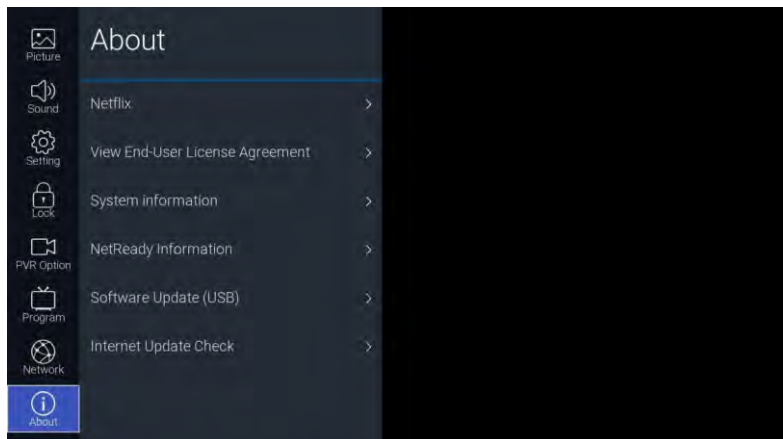 Picture
Sound
Setting
Lock
PVR Option
Program
Network
About
About
Netflix
View End-User License Agreement
System information
NetReady Information
Software Update (USB)
Internet Update Check